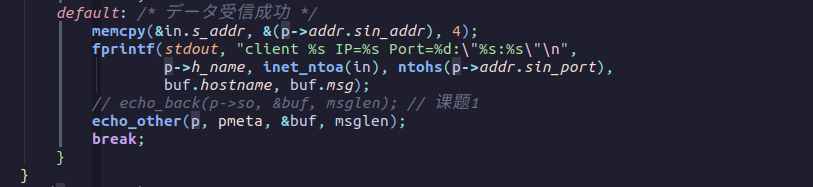 default: /* データ受信成功 */
memcpy(&in.s_addr, &(p->addr.sin_addr), 4);
fprintf(stdout, "client %s IP=%s Port=%d:\"%s:%s\"\n",
p->h_name, inet_ntoa(in), ntohs(p->addr.sin_port),
buf.hostname, buf.msg);
// echo_back(p->so, &buf, msglen); // 课题1
echo_other(p, pmeta, &buf, msglen);
break;
}
}